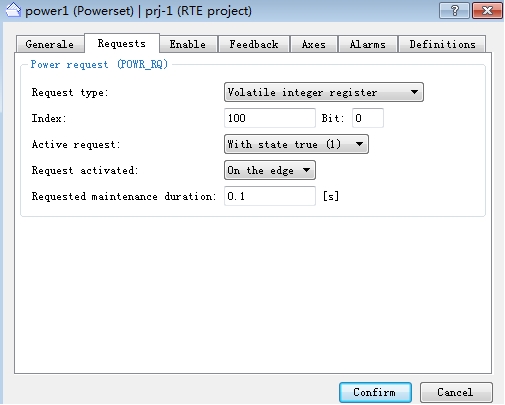 power1 (Powerset) | prj-1 (RTE project)
Generale Requests Enable Feedback Axes Alarms Definitions
Power request (POWR_RQ)
Request type: Volatile integer register
Index: 100 Bit: 0
Active request: With state true (1)
Request activated: On the edge
Requested maintenance duration: 0.1 [s]
Confirm Cancel